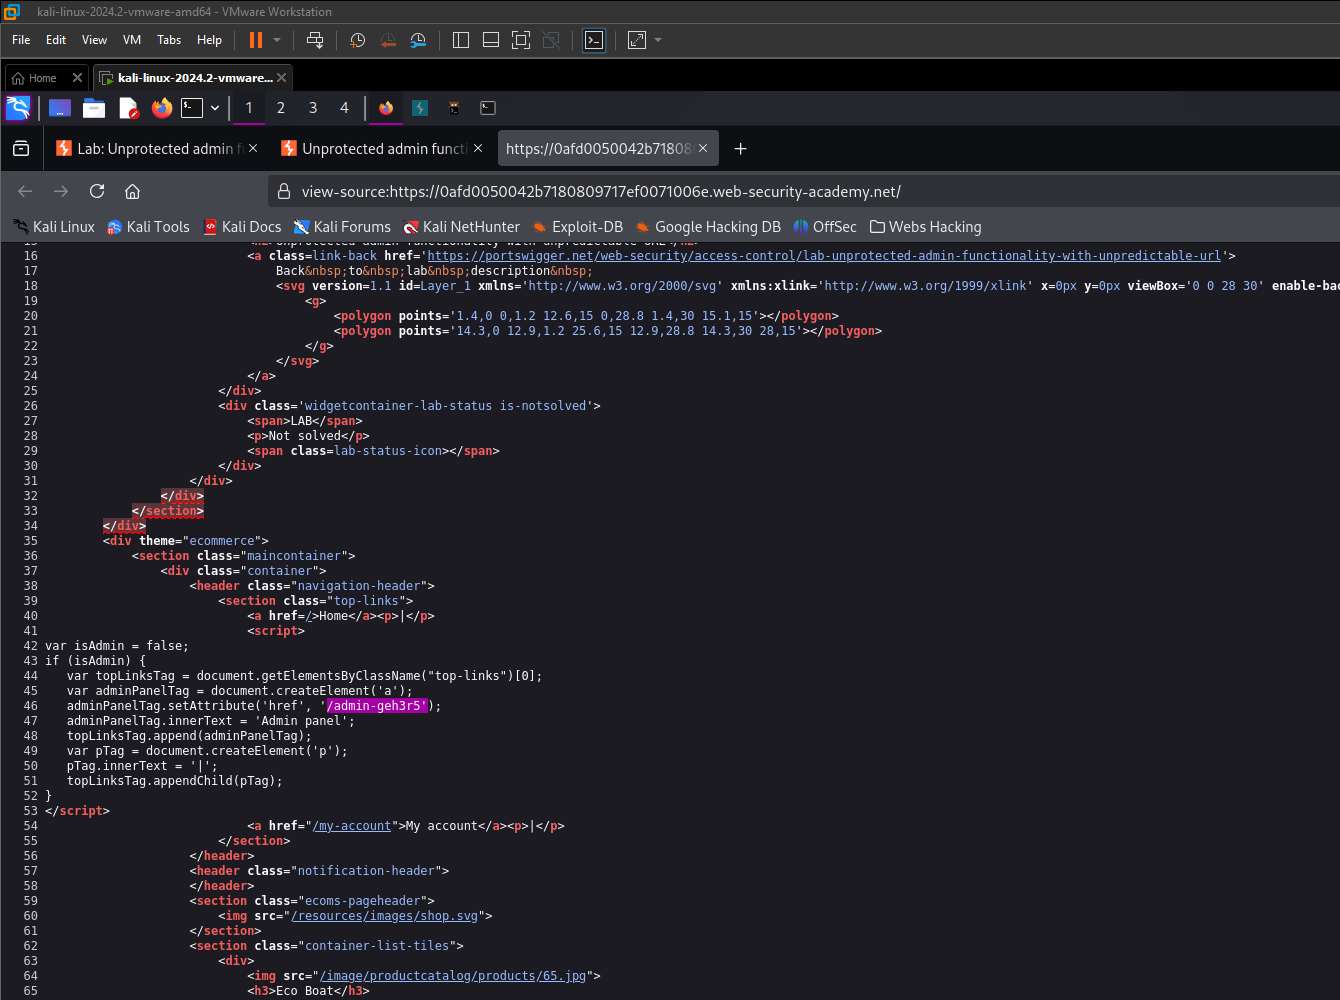 kali-linux-2024.2-vmware-amd64 - VMware Workstation
File Edit View VM Tabs Help
Home
kali-linux-2024.2-vmware...
1 2 3 4
Lab: Unprotected admin f
Unprotected admin functi
https://0afd0050042b71808
view-source:https://0afd0050042b7180809717ef0071006e.web-security-academy.net/
Kali Linux Kali Tools Kali Docs Kali Forums Kali NetHunter Exploit-DB Google Hacking DB OffSec Webs Hacking
15 <h2>Unprotected admin functionality with unpredictable URL</h2>
16 <a class=link-back href='https://portswigger.net/web-security/access-control/lab-unprotected-admin-functionality-with-unpredictable-url'>
17 Back&nbsp;to&nbsp;lab&nbsp;description&nbsp;
18 <svg version=1.1 id=Layer_1 xmlns='http://www.w3.org/2000/svg' xmlns:xlink='http://www.w3.org/1999/xlink' x=0px y=0px viewBox='0 0 28 30' enable-bac
19 <g>
20 <polygon points='1.4,0 0,1.2 12.6,15 0,28.8 1.4,30 15.1,15'></polygon>
21 <polygon points='14.3,0 12.9,1.2 25.6,15 12.9,28.8 14.3,30 28,15'></polygon>
22 </g>
23 </svg>
24 </a>
25 </div>
26 <div class='widgetcontainer-lab-status is-notsolved'>
27 <span>LAB</span>
28 <p>Not solved</p>
29 <span class=lab-status-icon></span>
30 </div>
31 </div>
32 </div>
33 </section>
34 </div>
35 <div theme="ecommerce">
36 <section class="maincontainer">
37 <div class="container">
38 <header class="navigation-header">
39 <section class="top-links">
40 <a href=/>Home</a><p>|</p>
41 <script>
42 var isAdmin = false;
43 if (isAdmin) {
44 var topLinksTag = document.getElementsByClassName("top-links")[0];
45 var adminPanelTag = document.createElement('a');
46 adminPanelTag.setAttribute('href', '/admin-geh3r5');
47 adminPanelTag.innerText = 'Admin panel';
48 topLinksTag.append(adminPanelTag);
49 var pTag = document.createElement('p');
50 pTag.innerText = '|';
51 topLinksTag.appendChild(pTag);
52 }
53 </script>
54 <a href="/my-account">My account</a><p>|</p>
55 </section>
56 </header>
57 <header class="notification-header">
58 </header>
59 <section class="ecoms-pageheader">
60 <img src="/resources/images/shop.svg">
61 </section>
62 <section class="container-list-tiles">
63 <div>
64 <img src="/image/productcatalog/products/65.jpg">
65 <h3>Eco Boat</h3>